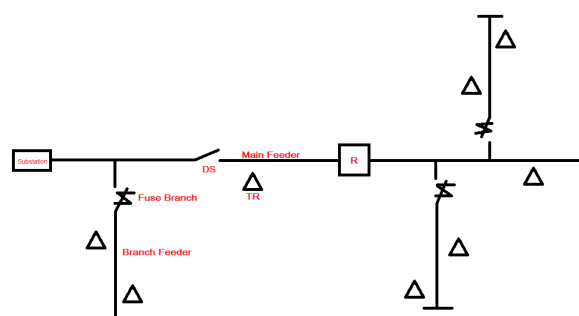 Substation
DS
Main Feeder
R
TR
Fuse Branch
Branch Feeder